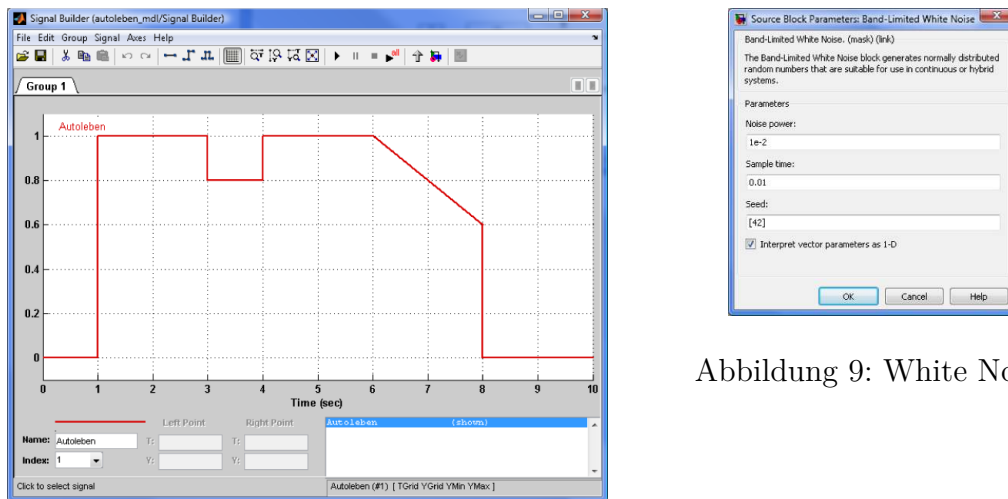 Signal Builder (autoleben_mdl/Signal Builder)
File Edit Group Signal Axes Help
all
Group 1
Autoleben
1
0.8
0.6
0.4
0.2
0
0 1 2 3 4 5 6 7 8 9 10
Time (sec)
Left Point Right Point
Name: Autoleben T: T:
Index: 1 Y: Y:
Autoleben (shown)
Click to select signal
Autoleben (#1) [ TGrid YGrid YMin YMax ]
Source Block Parameters: Band-Limited White Noise
Band-Limited White Noise. (mask) (link)
The Band-Limited White Noise block generates normally distributed
random numbers that are suitable for use in continuous or hybrid
systems.
Parameters
Noise power:
1e-2
Sample time:
0.01
Seed:
[42]
Interpret vector parameters as 1-D
OK Cancel Help
Abbildung 9: White